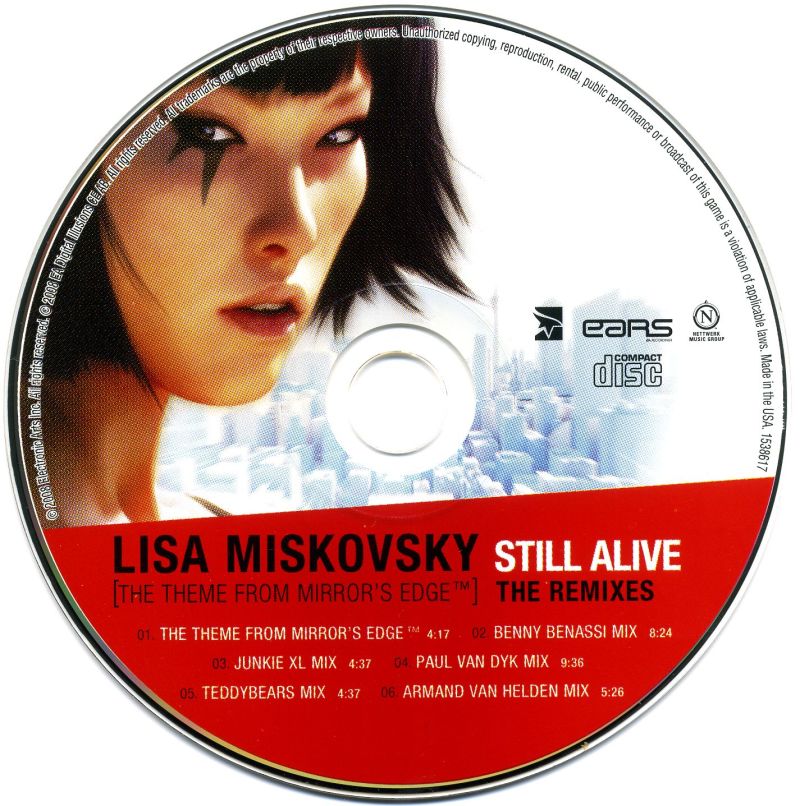 © 2008 Electronic Arts Inc. All rights reserved. © 2008 EA Digital Illusions CE AB. All rights reserved. All trademarks are the property of their respective owners. Unauthorized copying, reproduction, rental, public performance or broadcast of this game is a violation of applicable laws. Made in the USA. 1538617
eaRS
EA RECORDINGS
N
NETTWERK
MUSIC GROUP
COMPACT
disc
LISA MISKOVSKY STILL ALIVE
[THE THEME FROM MIRROR'S EDGE™] THE REMIXES
01. THE THEME FROM MIRROR'S EDGE™ 4:17 02. BENNY BENASSI MIX 8:24
03. JUNKIE XL MIX 4:37 04. PAUL VAN DYK MIX 9:36
05. TEDDYBEARS MIX 4:37 06. ARMAND VAN HELDEN MIX 5:26